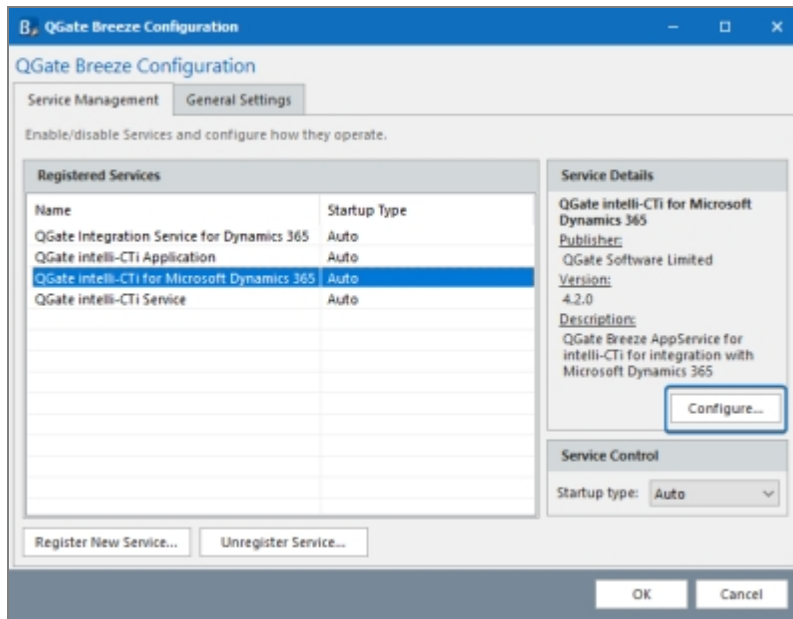 QGate Breeze Configuration
QGate Breeze Configuration
Service Management
General Settings
Enable/disable Services and configure how they operate.
Registered Services
Name Startup Type
QGate Integration Service for Dynamics 365 Auto
QGate intelli-CTi Application Auto
QGate intelli-CTi for Microsoft Dynamics 365 Auto
QGate intelli-CTi Service Auto
Register New Service...
Unregister Service...
Service Details
QGate intelli-CTi for Microsoft
Dynamics 365
Publisher:
QGate Software Limited
Version:
4.2.0
Description:
QGate Breeze AppService for
intelli-CTi for integration with
Microsoft Dynamics 365
Configure...
Service Control
Startup type: Auto
OK
Cancel